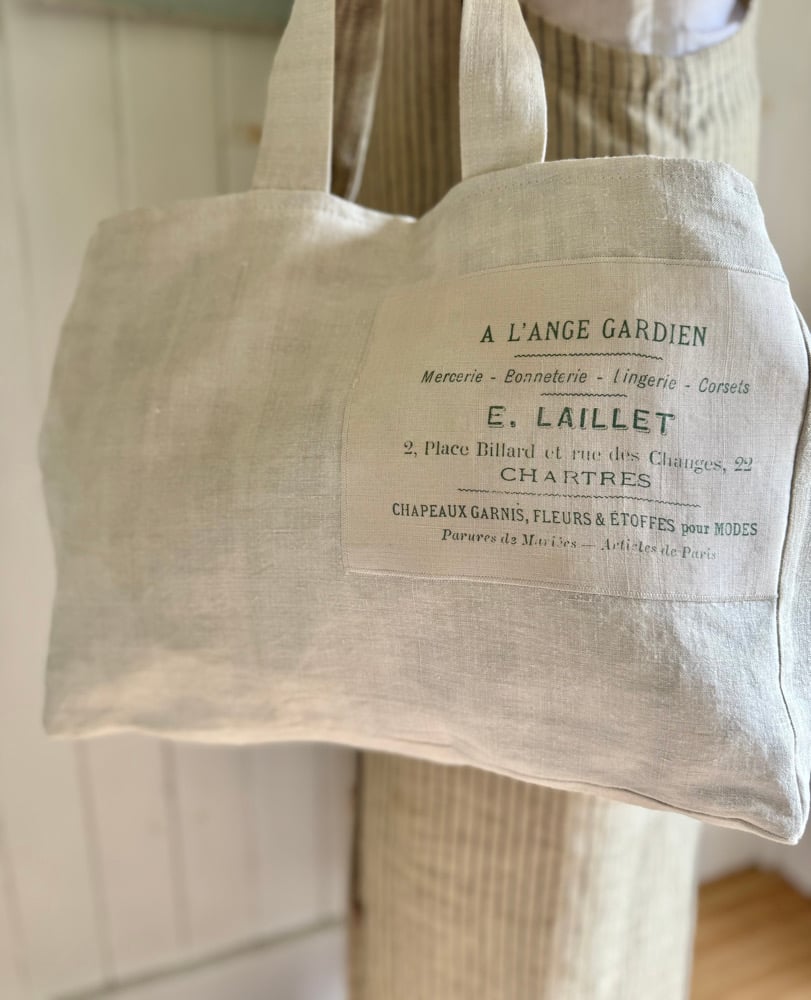 A L'ANGE GARDIEN
Mercerie - Bonneterie - Lingerie - Corsets
E. LAILLET
2, Place Billard et rue des Changes, 22
CHARTRES
CHAPEAUX GARNIS, FLEURS & ÉTOFFES pour MODES
Parures de Mariées — Articles de Paris